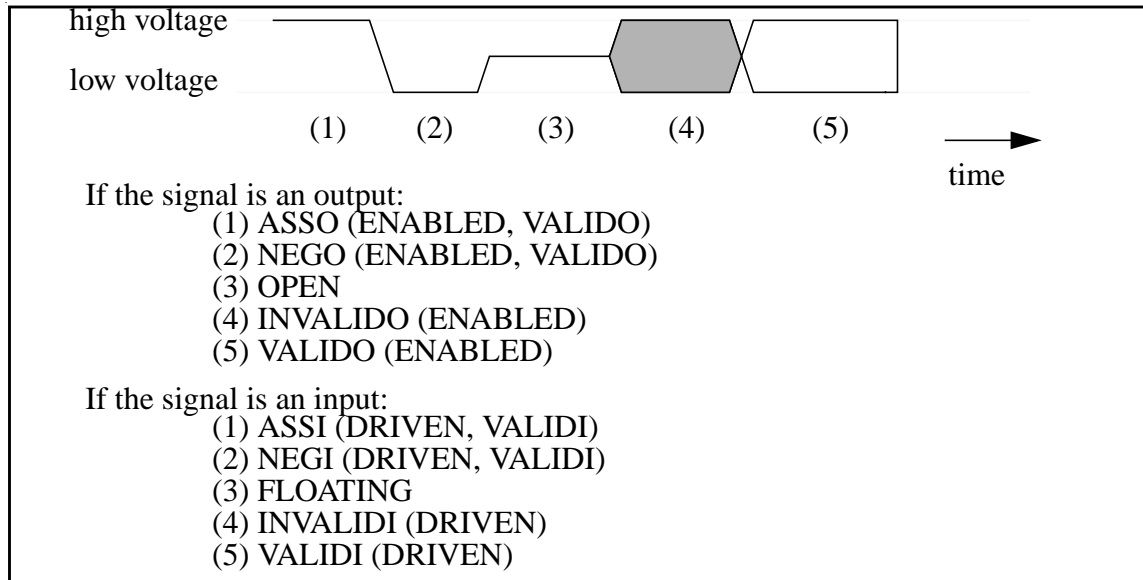 high voltage
low voltage
(1) (2) (3) (4) (5)
time
If the signal is an output:
(1) ASSO (ENABLED, VALIDO)
(2) NEGO (ENABLED, VALIDO)
(3) OPEN
(4) INVALIDO (ENABLED)
(5) VALIDO (ENABLED)
If the signal is an input:
(1) ASSI (DRIVEN, VALIDI)
(2) NEGI (DRIVEN, VALIDI)
(3) FLOATING
(4) INVALIDI (DRIVEN)
(5) VALIDI (DRIVEN)